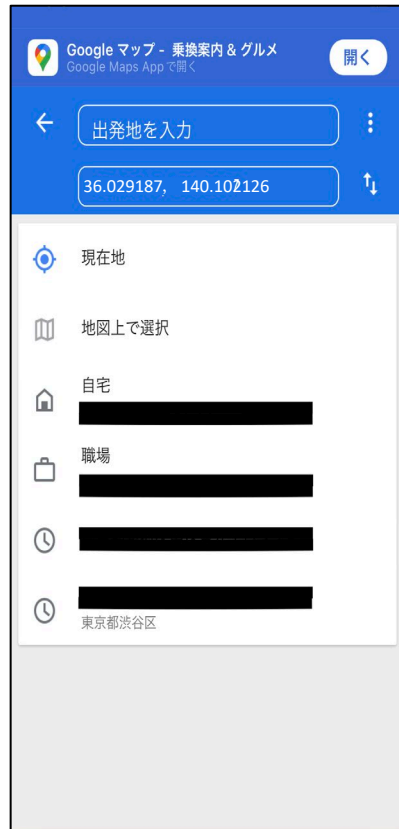 Google マップ - 乗換案内 & グルメ
Google Maps App で開く
開く
出発地を入力
36.029187, 140.102126
現在地
地図上で選択
自宅
職場
東京都渋谷区